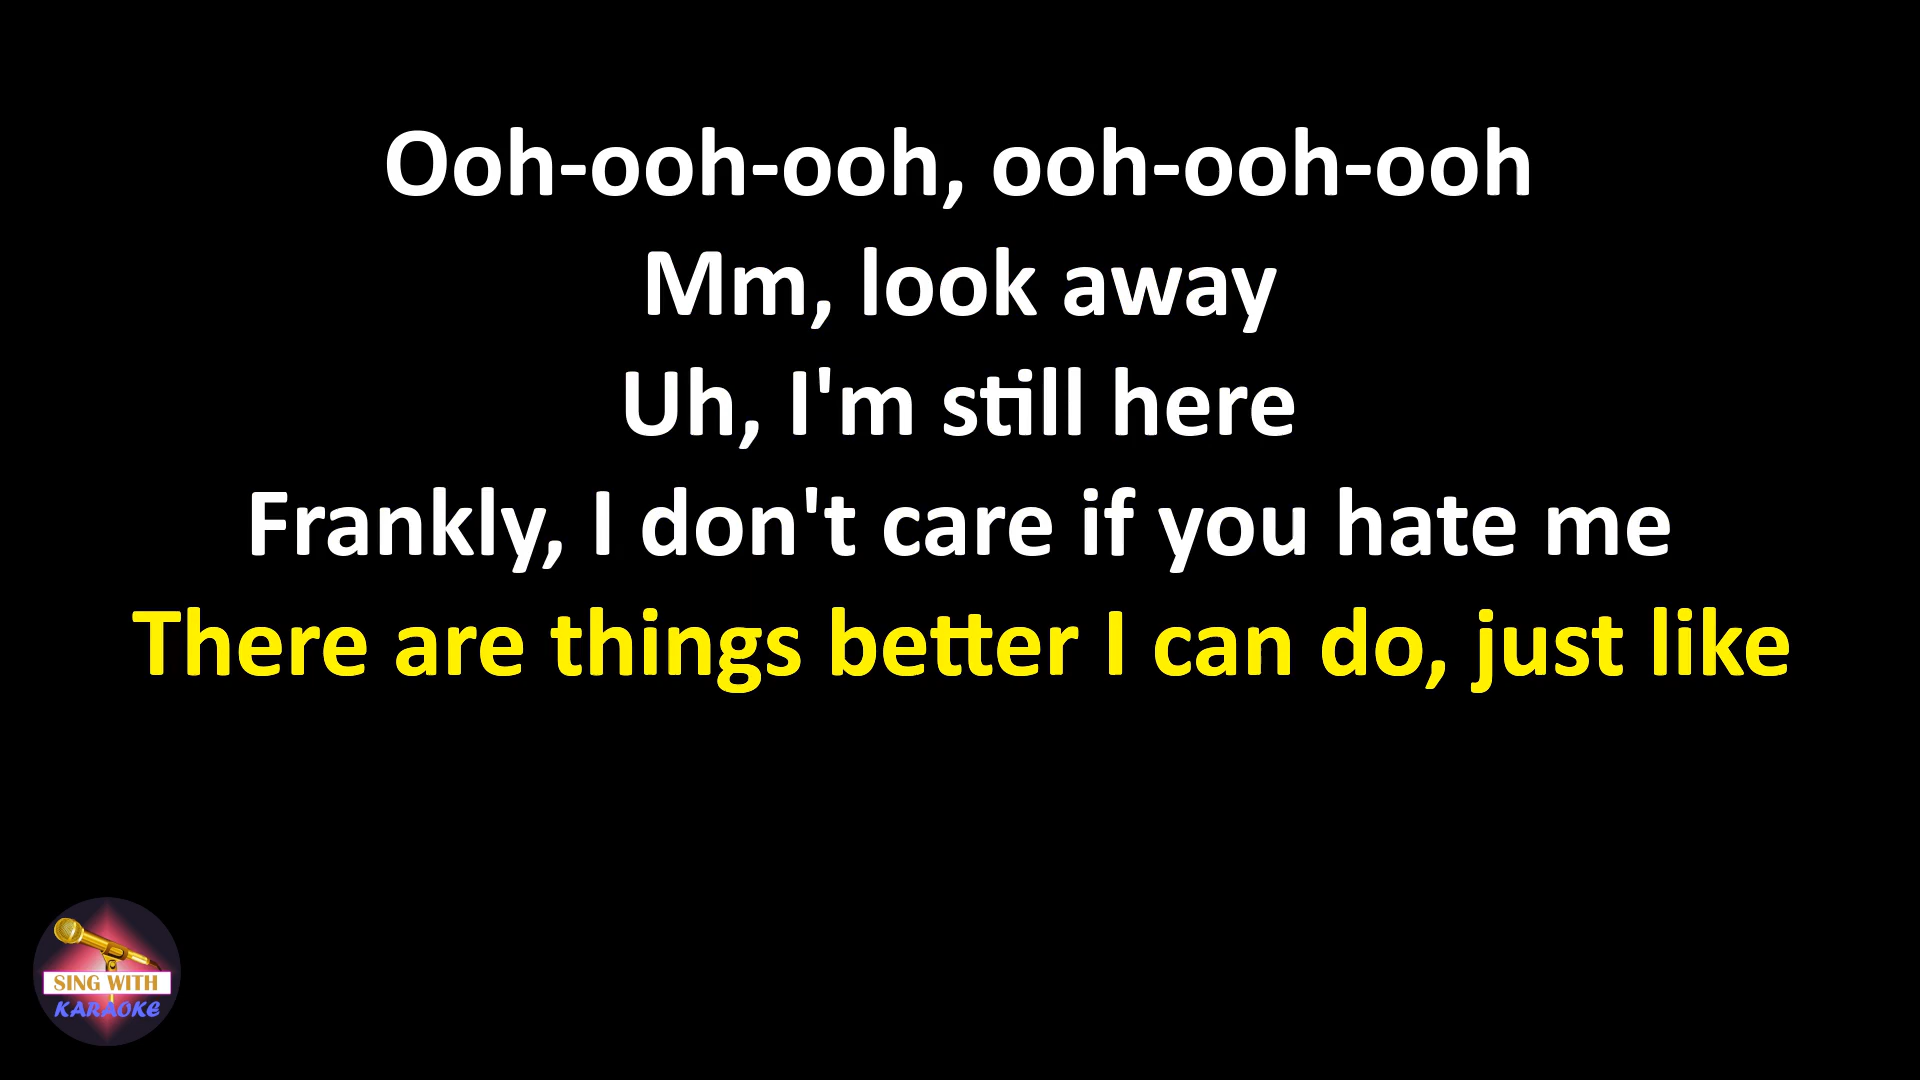 Ooh-ooh-ooh, ooh-ooh-ooh
Mm, look away
Uh, I'm still here
Frankly, I don't care if you hate me
There are things better I can do, just like
SING WITH
KARAOKE